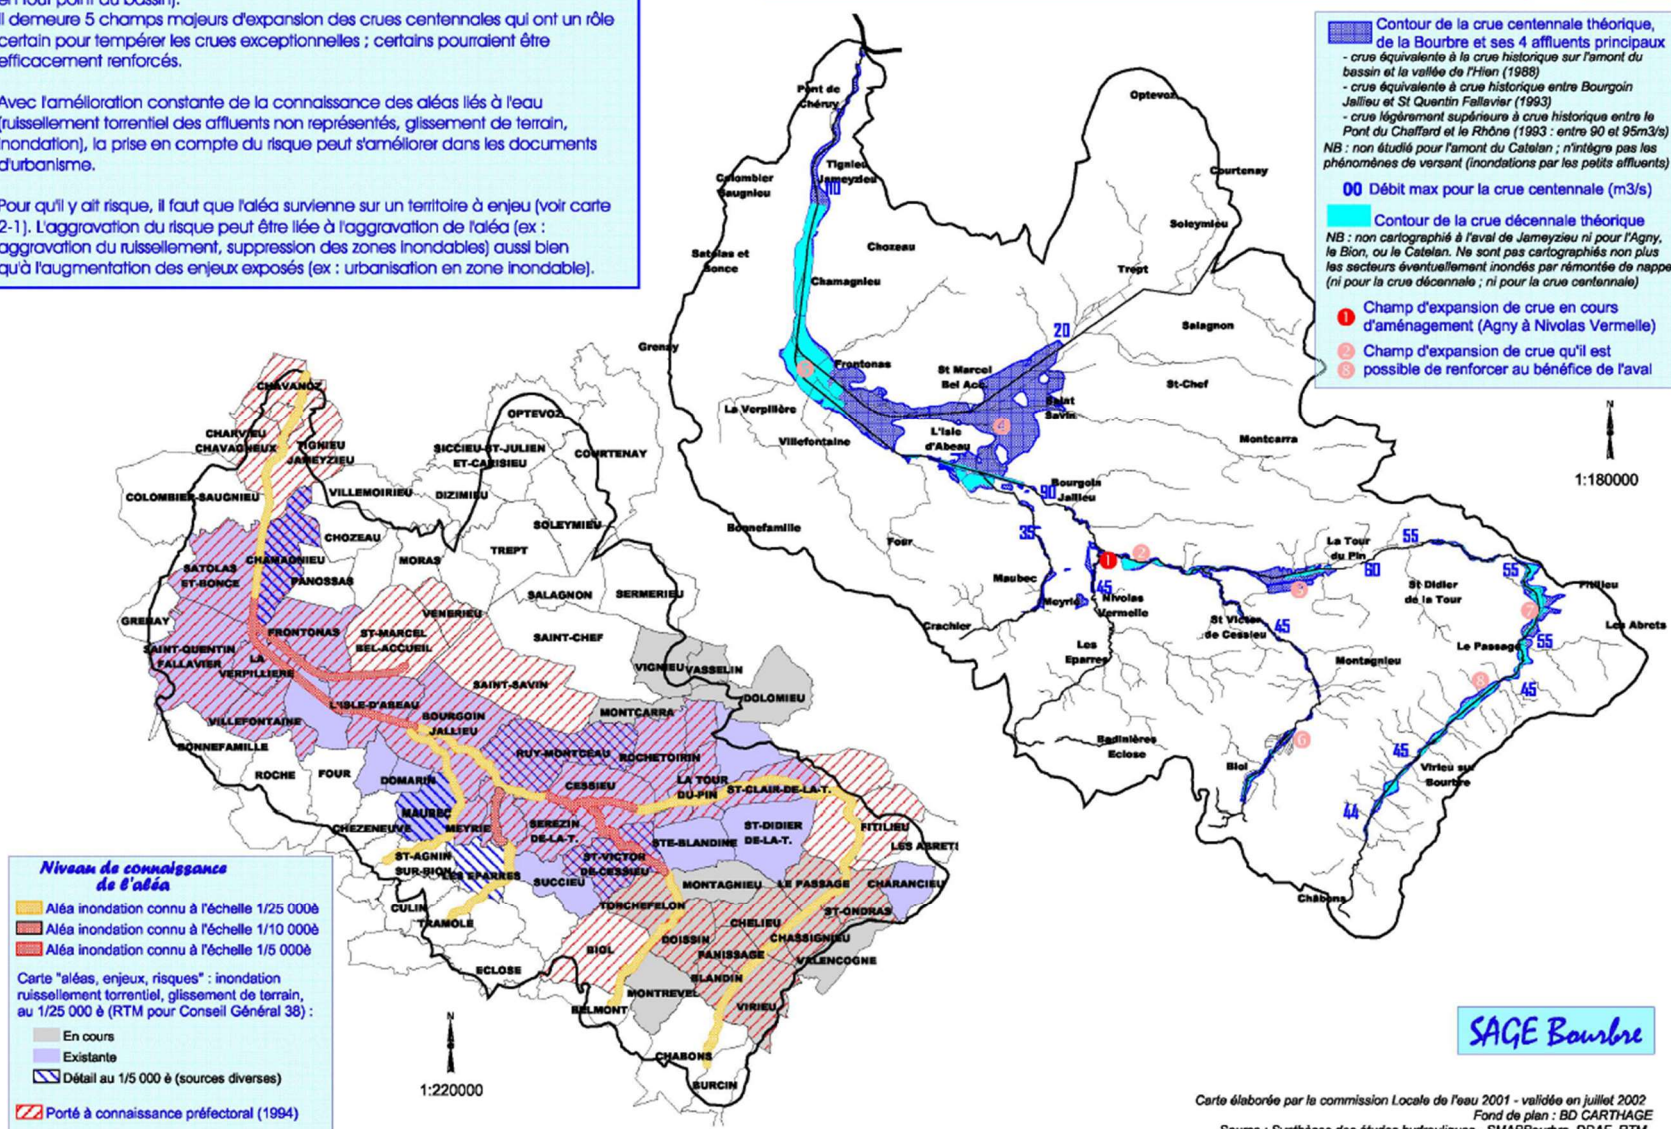 en tout point du bassin).
Il demeure 5 champs majeurs d'expansion des crues centennales qui ont un rôle
certain pour tempérer les crues exceptionnelles ; certains pourraient être
efficacement renforcés.
Avec l'amélioration constante de la connaissance des aléas liés à l'eau
(ruissellement torrentiel des affluents non représentés, glissement de terrain,
inondation), la prise en compte du risque peut s'améliorer dans les documents
d'urbanisme.
Pour qu'il y ait risque, il faut que l'aléa survienne sur un territoire à enjeu (voir carte
2-1). L'aggravation du risque peut être liée à l'aggravation de l'aléa (ex :
aggravation du ruissellement, suppression des zones inondables) aussi bien
qu'à l'augmentation des enjeux exposés (ex : urbanisation en zone inondable).
Contour de la crue centennale théorique,
de la Bourbre et ses 4 affluents principaux
- crue équivalente à la crue historique sur l'amont du
bassin et la vallée de l'Hien (1988)
- crue équivalente à crue historique entre Bourgoin
Jallieu et St Quentin Fallavier (1993)
- crue légèrement supérieure à crue historique entre le
Pont du Chaffard et le Rhône (1993 : entre 90 et 95m3/s)
NB : non étudié pour l'amont du Catelan ; n'intègre pas les
phénomènes de versant (inondations par les petits affluents)
00 Débit max pour la crue centennale (m3/s)
Contour de la crue décennale théorique
NB : non cartographié à l'aval de Jameyzieu ni pour l'Agny,
le Bion, ou le Catelan. Ne sont pas cartographiés non plus
les secteurs éventuellement inondés par rémontée de nappe
(ni pour la crue décennale ; ni pour la crue centennale)
1 Champ d'expansion de crue en cours
d'aménagement (Agny à Nivolas Vermelle)
2 Champ d'expansion de crue qu'il est
8 possible de renforcer au bénéfice de l'aval
Pont de
Chéruy
Optevoz
Tignieu
Jameyzieu
110
Colombier
Saugnieu
Courtenay
Soleymieu
Chozeau
Satolas et
Bonce
Trept
Chamagnieu
20
Salagnon
Grenay
Frontonas
St Marcel
Bel Acc.
St-Chef
Saint
Savin
La Verpillère
4
L'Isle
d'Abeau
Villefontaine
Montcarra
N
1:180000
90
Bourgoin
Jallieu
Bonnefamille
35
Four
La Tour
du Pin
55
1
2
60
55
Maubec
45
St Didier
de la Tour
Fitilieu
Meyrié
Nivolas
Vermelle
7
Crachier
St Victor
de Cessieu
45
Les Abrets
Les
Eparres
Le Passage
55
Montagnieu
8
45
Badinières
Eclose
6
Biol
45
Virieu sur
Bourbre
44
Châbons
CHAVANOZ
OPTEVOZ
CHARVIEU
CHAVAGNEUX
TIGNIEU
JAMEYZIEU
SICCIEU-ST-JULIEN
ET-CARISIEU
COURTENAY
COLOMBIER-SAUGNIEU
VILLEMOIRIEU
DIZIMIEU
SOLEYMIEU
CHOZEAU
TREPT
CHAMAGNIEU
MORAS
SATOLAS
ET-BONCE
PANOSSAS
VENERIEU
SALAGNON
SERMERIEU
GRENAY
FRONTONAS
ST-MARCEL
BEL-ACCUEIL
SAINT-CHEF
SAINT-QUENTIN
FALLAVIER
LA
VERPILLIERE
VIGNIEU
VASSELIN
SAINT-SAVIN
DOLOMIEU
L'ISLE-D'ABEAU
VILLEFONTAINE
BOURGOIN
JALLIEU
MONTCARRA
BONNEFAMILLE
RUY-MONTCEAU
ROCHETOIRIN
ROCHE
FOUR
DOMARIN
CESSIEU
LA TOUR
DU-PIN
ST-CLAIR-DE-LA-T.
MAUBEC
CHEZENEUVE
MEYRIE
SEREZIN
DE-LA-T.
ST-DIDIER
DE-LA-T.
FITILIEU
STE-BLANDINE
LES ABRETS
ST-AGNIN
SUR-BION
LES EPARRES
ST-VICTOR
DE-CESSIEU
SUCCIEU
MONTAGNIEU
LE PASSAGE
CHARANCIEU
CULIN
TORCHEFELON
ST-ONDRAS
TRAMOLE
CHELIEU
DOISSIN
CHASSIGNIEU
BIOL
PANISSAGE
VALENCOGNE
ECLOSE
BLANDIN
MONTREVEL
VIRIEU
BELMONT
CHABONS
BURCIN
N
1:220000
Niveau de connaissance
de l'aléa
Aléa inondation connu à l'échelle 1/25 000è
Aléa inondation connu à l'échelle 1/10 000è
Aléa inondation connu à l'échelle 1/5 000è
Carte "aléas, enjeux, risques" : inondation
ruissellement torrentiel, glissement de terrain,
au 1/25 000 è (RTM pour Conseil Général 38) :
En cours
Existante
Détail au 1/5 000 è (sources diverses)
Porté à connaissance préfectoral (1994)
SAGE Bourbre
Carte élaborée par la commission Locale de l'eau 2001 - validée en juillet 2002
Fond de plan : BD CARTHAGE